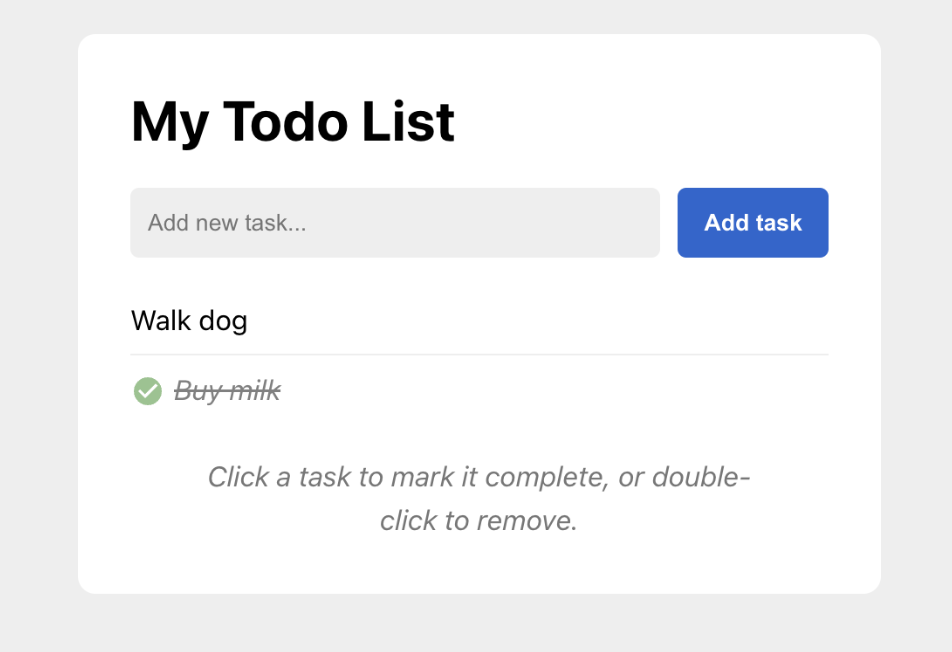 My Todo List
Add new task...
Add task
Walk dog
Buy milk
Click a task to mark it complete, or double-
click to remove.